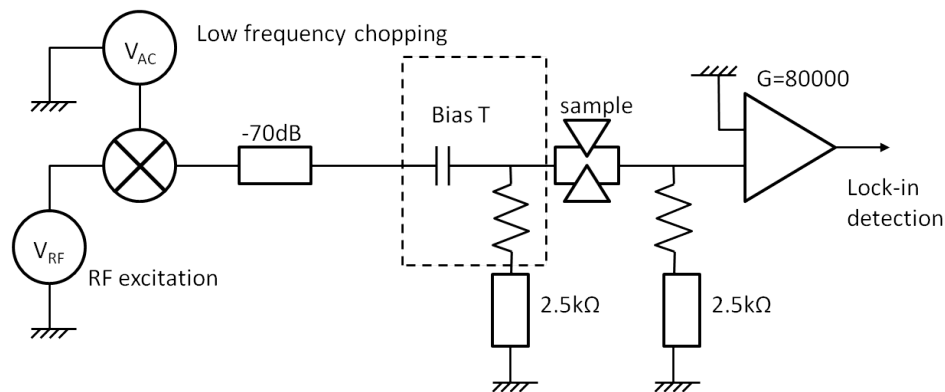 Low frequency chopping
V_AC
G=80000
sample
Bias T
-70dB
Lock-in
detection
V_RF
RF excitation
2.5kΩ
2.5kΩ